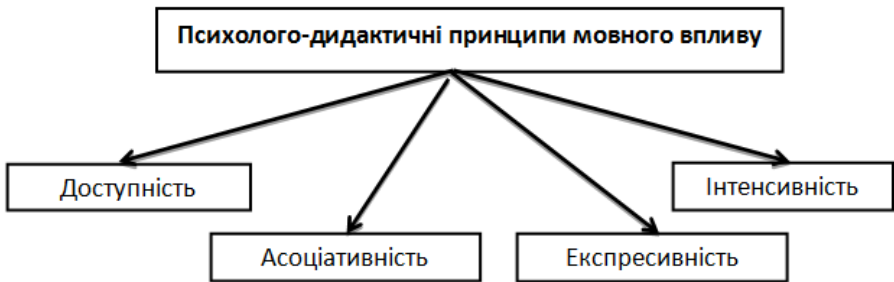 Психолого-дидактичні принципи мовного впливу
Доступність
Інтенсивність
Асоціативність
Експресивність